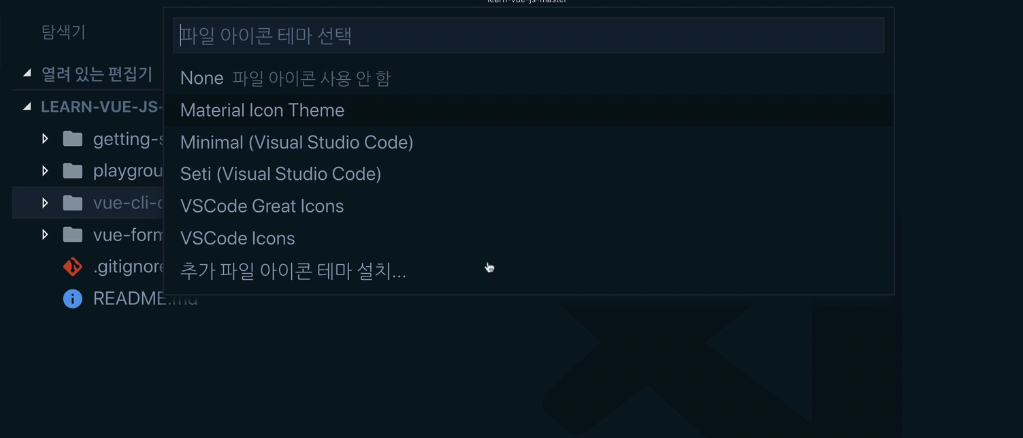 learn-vue-js-master
탐색기
열려 있는 편집기
LEARN-VUE-JS-
getting-s
playgrou
vue-cli-c
vue-form
.gitignore
README.md
파일 아이콘 테마 선택
None 파일 아이콘 사용 안 함
Material Icon Theme
Minimal (Visual Studio Code)
Seti (Visual Studio Code)
VSCode Great Icons
VSCode Icons
추가 파일 아이콘 테마 설치...